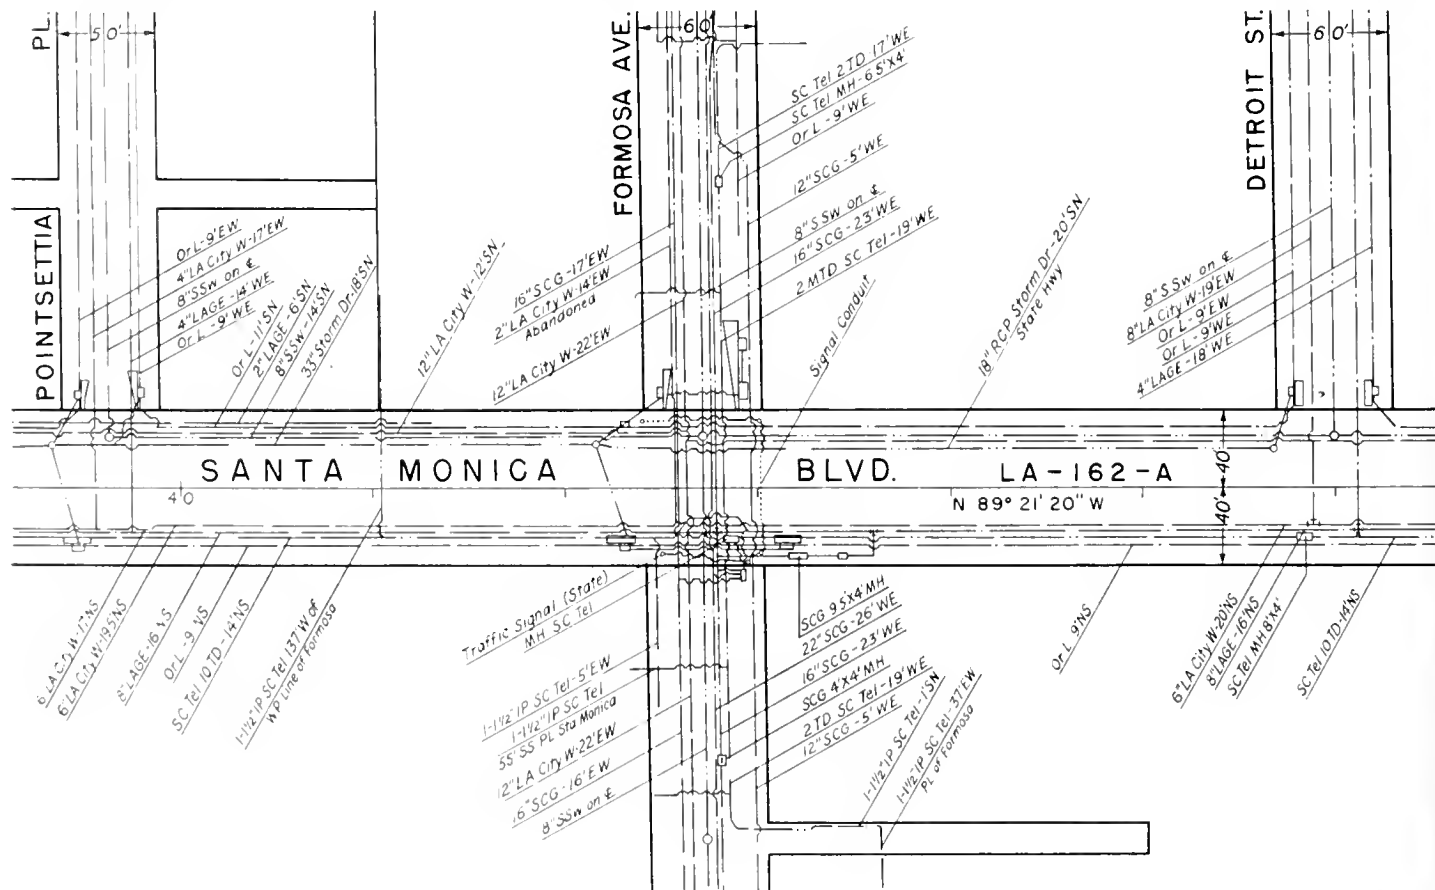 PL.
50'
FORMOSA AVE.
60'
DETROIT ST.
60'
SC Tel 2TD 17'WE
SC Tel MH-6.5'X4'
Or L - 9'WE
12"SCG-5'WE
8"SSw on ℄
16"SCG-23'WE
2 MTD SC Tel-19'WE
POINTSETTIA
Or L-9'EW
4"LA City W-17'EW
8"SSw on ℄
4"LAGE-14'WE
Or L-9'WE
Or L-11'SN
2"LAGE-6'SN
8"SSw-14'SN
33"Storm Dr-18'SN
12"LA City W-12'SN
16"SCG-17'EW
2"LA City W-14'EW
Abandoned
12"LA City W-22'EW
Signal Conduit
18"RCP Storm Dr-20'SN
State Hwy
8"SSw on ℄
8"LA City W-19'EW
Or L-9'EW
Or L-9'WE
4"LAGE-18'WE
SANTA MONICA BLVD. LA-162-A
40'
40'
40
N 89° 21' 20" W
6"LA City W-17'NS
6"LA City W-19.5'NS
8"LAGE-16'NS
Or L-9'NS
SC Tel 10TD-14'NS
1-1½"IP SC Tel 137'W of
WP Line of Formosa
Traffic Signal (State)
MH SC Tel
1-1½"IP SC Tel-5'EW
1-1½"IP SC Tel
55'SS PL Sta Monica
12"LA City W-22'EW
16"SCG-16'EW
8"SSw on ℄
SCG 9.5'X4'MH
22"SCG-26'WE
16"SCG-23'WE
SCG 4'X4'MH
2TD SC Tel-19'WE
12"SCG-5'WE
1-1½"IP SC Tel-1'SN
1-1½"IP SC Tel-37'EW
PL of Formosa
Or L 9'NS
6"LA City W-20'NS
8"LAGE-16'NS
SC Tel MH 8'X4'
SC Tel 10TD-14'NS